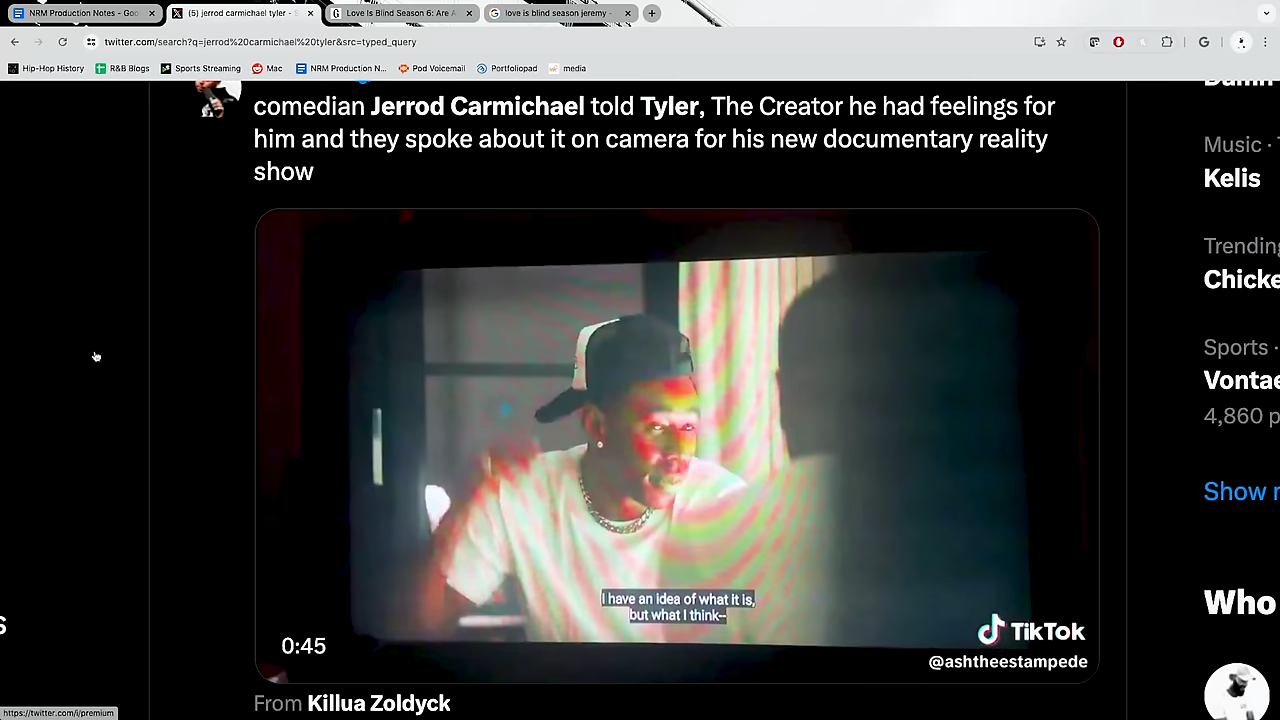 NRM Production Notes - Goo
(5) jerrod carmichael tyler - S
Love Is Blind Season 6: Are A
love is blind season jeremy -
twitter.com/search?q=jerrod%20carmichael%20tyler&src=typed_query
Hip-Hop History
R&B Blogs
Sports Streaming
Mac
NRM Production N...
Pod Voicemail
Portfoliopad
media
comedian Jerrod Carmichael told Tyler, The Creator he had feelings for
him and they spoke about it on camera for his new documentary reality
show
Music ·
Kelis
Trending
Chicke
Sports ·
Vontae
4,860 p
Show m
Who
I have an idea of what it is,
but what I think--
0:45
TikTok
@ashtheestampede
From Killua Zoldyck
s
https://twitter.com/i/premium